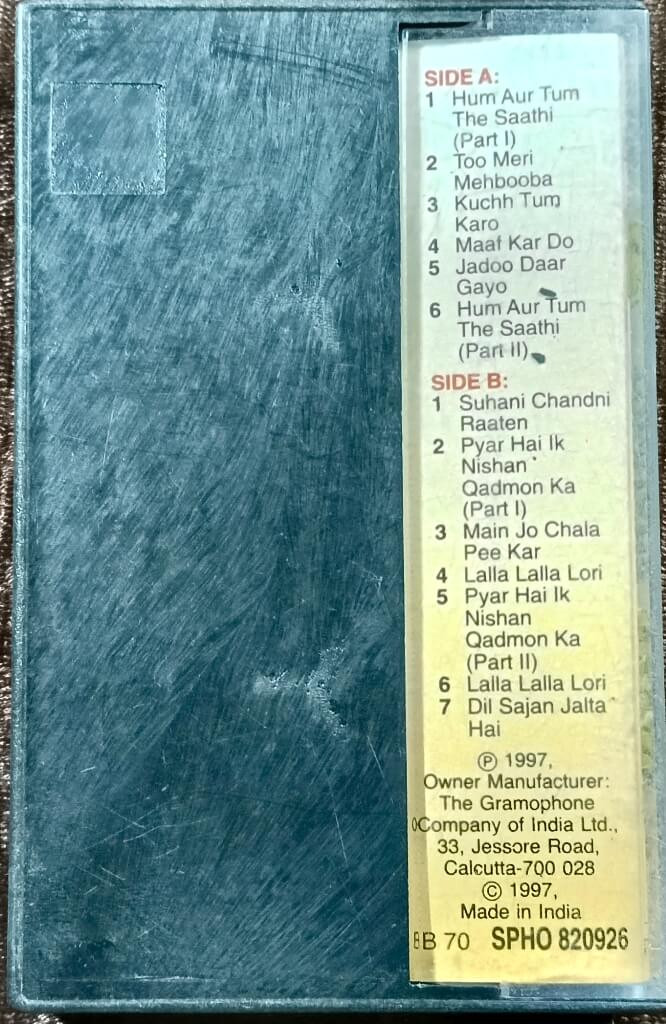 SIDE A:
1 Hum Aur Tum
The Saathi
(Part I)
2 Too Meri
Mehbooba
3 Kuchh Tum
Karo
4 Maaf Kar Do
5 Jadoo Daar
Gayo
6 Hum Aur Tum
The Saathi
(Part II)
SIDE B:
1 Suhani Chandni
Raaten
2 Pyar Hai Ik
Nishan
Qadmon Ka
(Part I)
3 Main Jo Chala
Pee Kar
4 Lalla Lalla Lori
5 Pyar Hai Ik
Nishan
Qadmon Ka
(Part II)
6 Lalla Lalla Lori
7 Dil Sajan Jalta
Hai
℗ 1997,
Owner Manufacturer:
The Gramophone
Company of India Ltd.,
33, Jessore Road,
Calcutta-700 028
© 1997,
Made in India
B 70 SPHO 820926